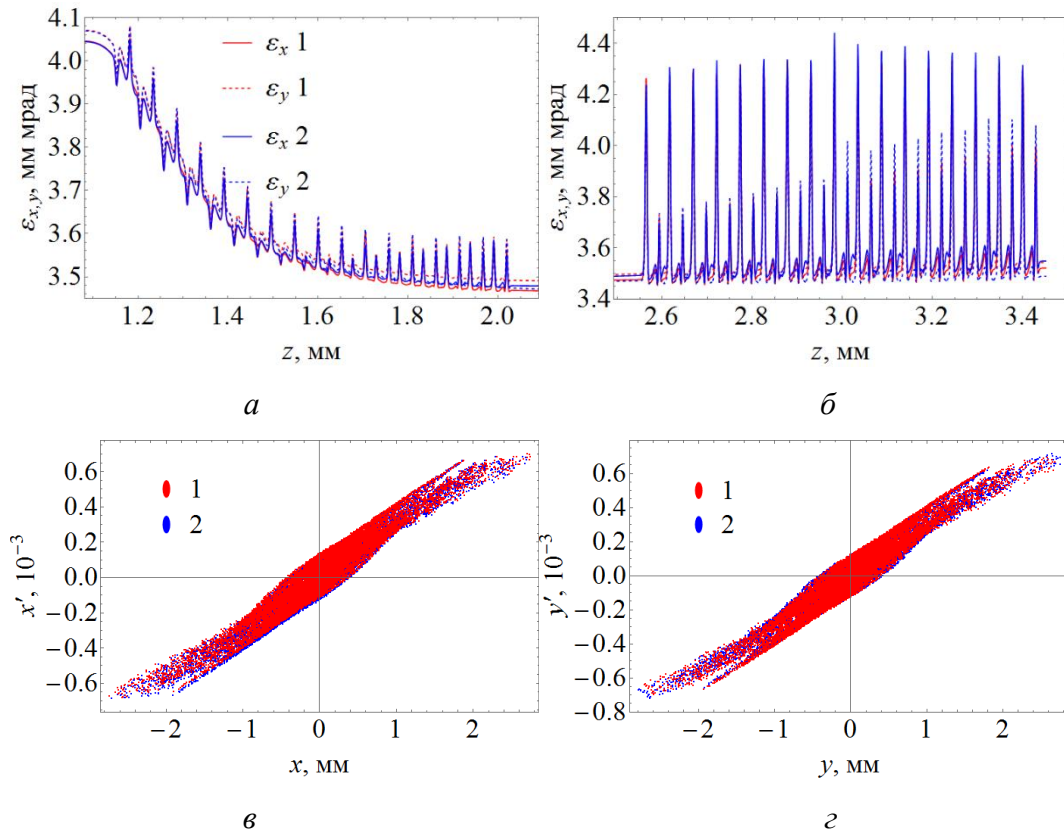 4.1
4.0
3.9
3.8
3.7
3.6
3.5
εx,y, мм мрад
εx 1
εy 1
εx 2
εy 2
1.2 1.4 1.6 1.8 2.0
z, мм
а
4.4
4.2
4.0
3.8
3.6
3.4
εx,y, мм мрад
2.6 2.8 3.0 3.2 3.4
z, мм
б
0.6
0.4
0.2
0.0
−0.2
−0.4
−0.6
x′, 10⁻³
1
2
−2 −1 0 1 2
x, мм
в
0.6
0.4
0.2
0.0
−0.2
−0.4
−0.6
−0.8
y′, 10⁻³
1
2
−2 −1 0 1 2
y, мм
г